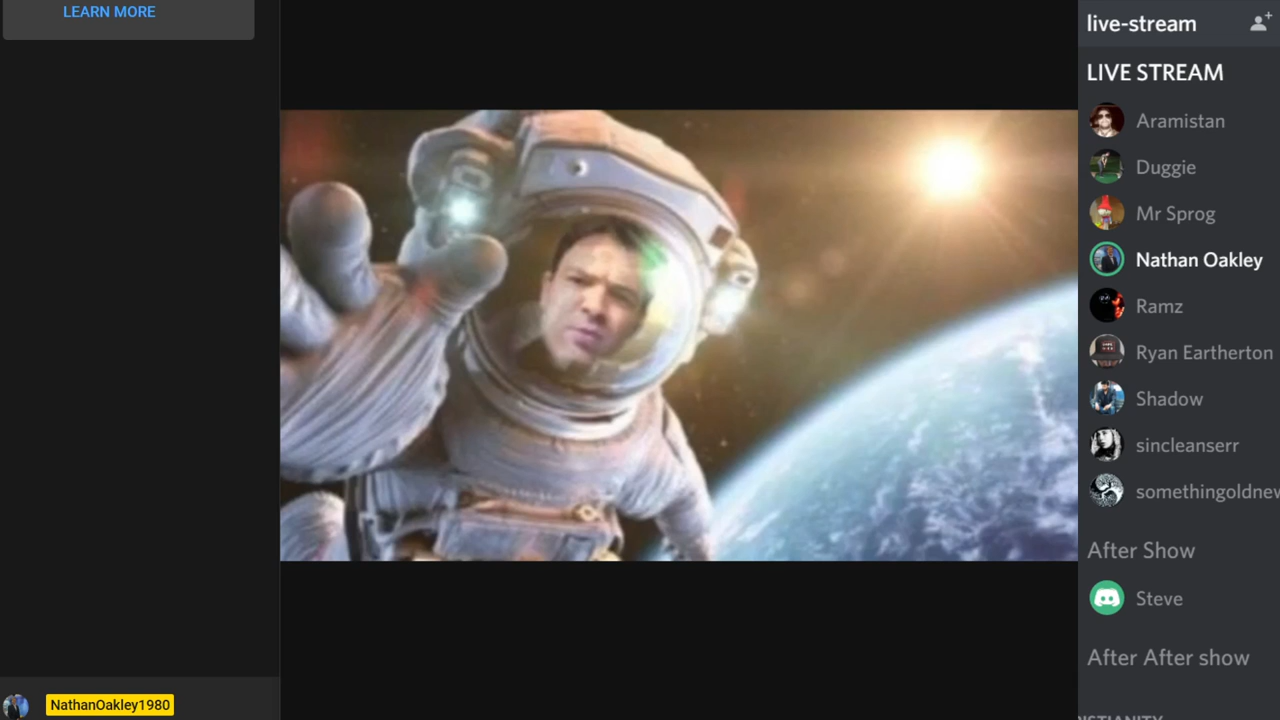 LEARN MORE
NathanOakley1980
live-stream
LIVE STREAM
Aramistan
Duggie
Mr Sprog
Nathan Oakley
Ramz
Ryan Eartherton
Shadow
sincleanserr
somethingoldnew
After Show
Steve
After After show